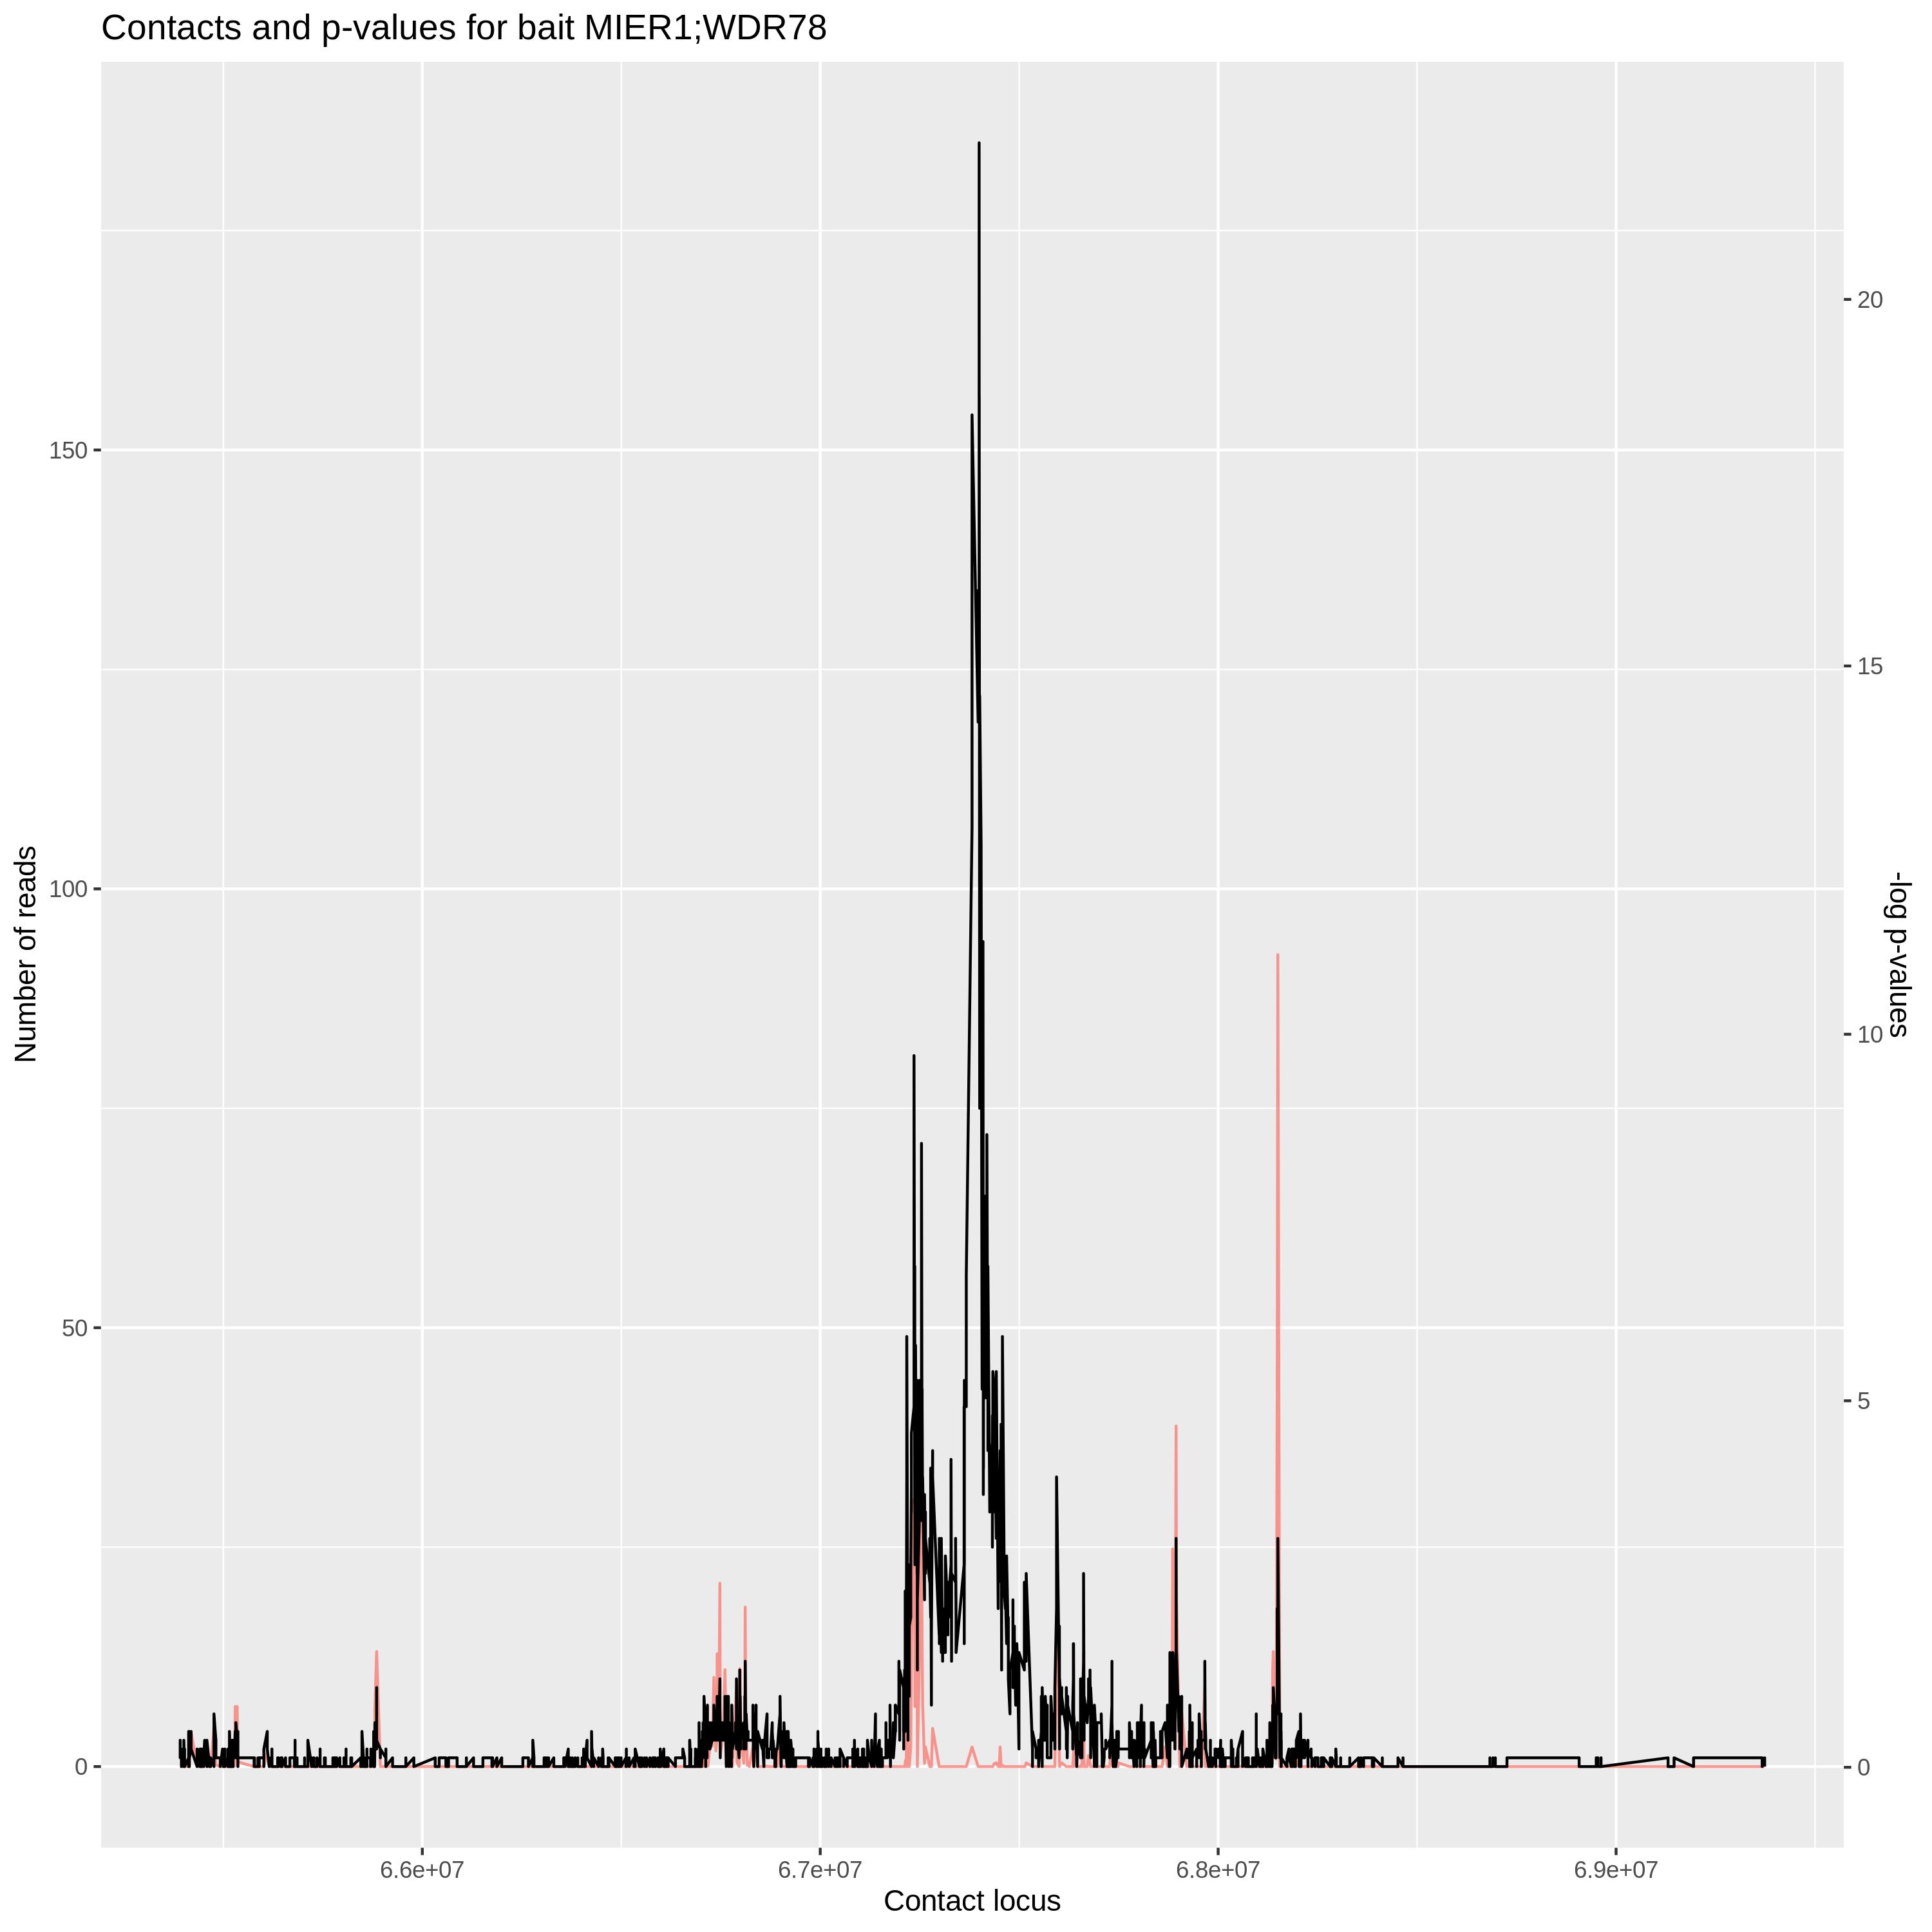 Contacts and p-values for bait MIER1;WDR78
Number of reads
150
100
50
0
20
15
10
5
0
-log p-values
6.6e+07 6.7e+07 6.8e+07 6.9e+07
Contact locus